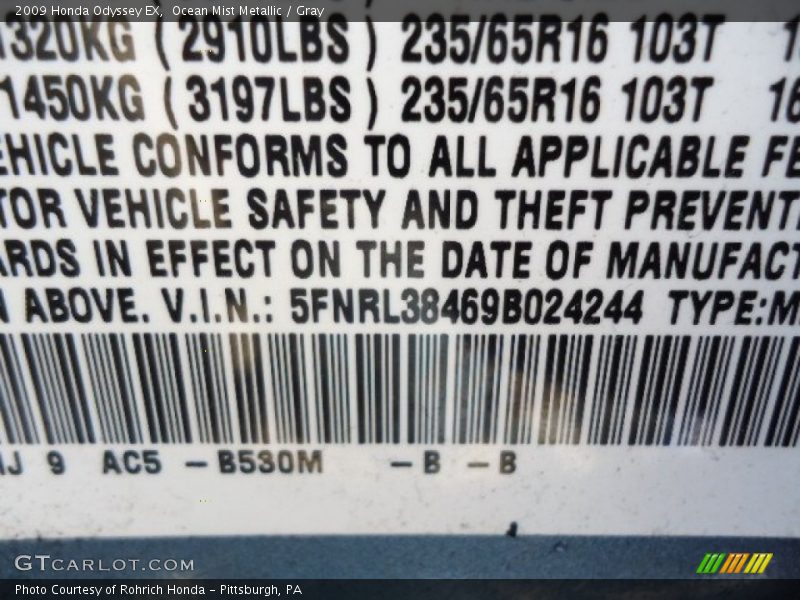 2009 Honda Odyssey EX,  Ocean Mist Metallic / Gray
1320KG (2910LBS) 235/65R16 103T
1450KG (3197LBS) 235/65R16 103T 16
EHICLE CONFORMS TO ALL APPLICABLE FE
TOR VEHICLE SAFETY AND THEFT PREVENT
ARDS IN EFFECT ON THE DATE OF MANUFACT
ABOVE. V.I.N.: 5FNRL38469B024244 TYPE:M
9 AC5 – B530M – B – B
GTCARLOT.COM
Photo Courtesy of Rohrich Honda – Pittsburgh, PA